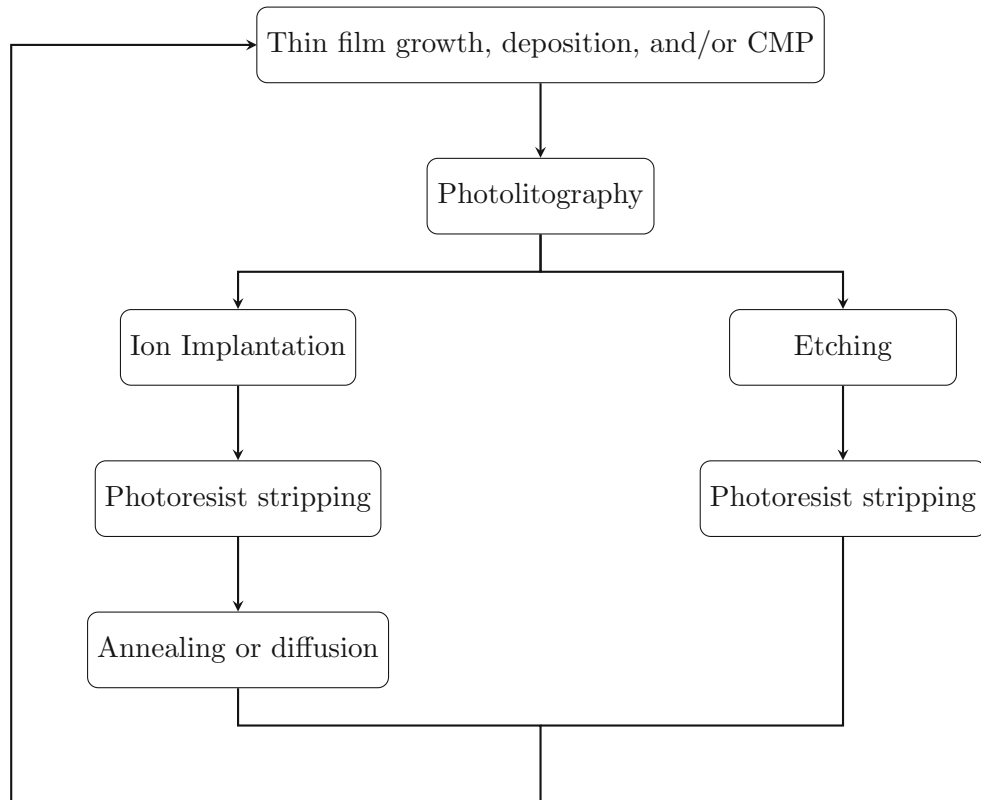 Thin film growth, deposition, and/or CMP
Photolitography
Ion Implantation
Etching
Photoresist stripping
Photoresist stripping
Annealing or diffusion